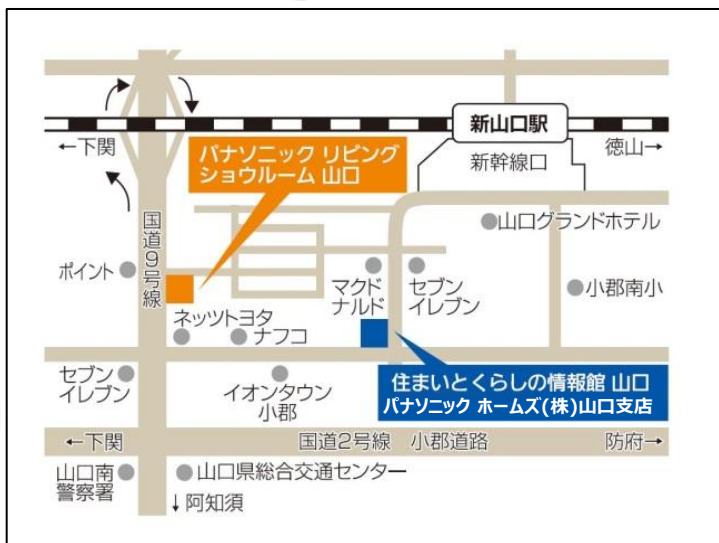 新山口駅
←下関
徳山→
新幹線口
パナソニック リビング
ショウルーム 山口
国道9号線
山口グランドホテル
ポイント
マクド
ナルド
セブン
イレブン
小郡南小
ネッツトヨタ
ナフコ
セブン
イレブン
イオンタウン
小郡
住まいとくらしの情報館 山口
パナソニック ホームズ(株)山口支店
←下関
国道2号線 小郡道路
防府→
山口南
警察署
山口県総合交通センター
↓阿知須